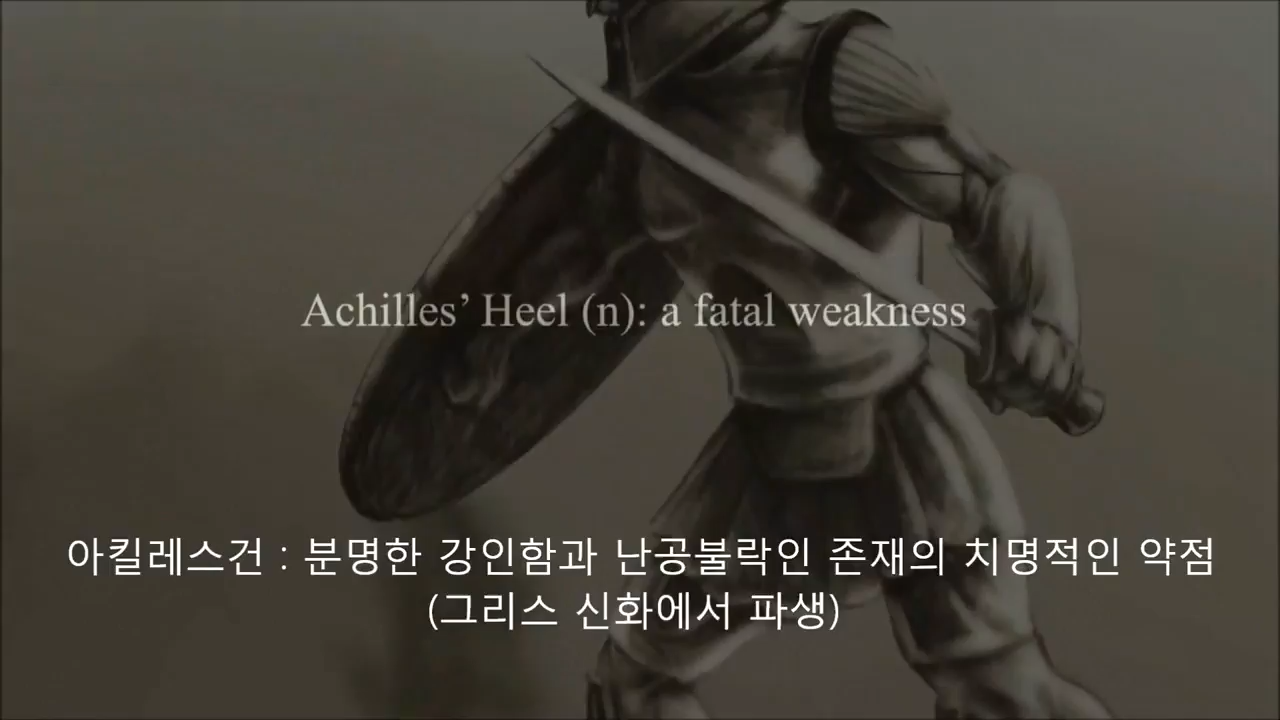 Achilles’ Heel (n): a fatal weakness
아킬레스건 : 분명한 강인함과 난공불락인 존재의 치명적인 약점
(그리스 신화에서 파생)